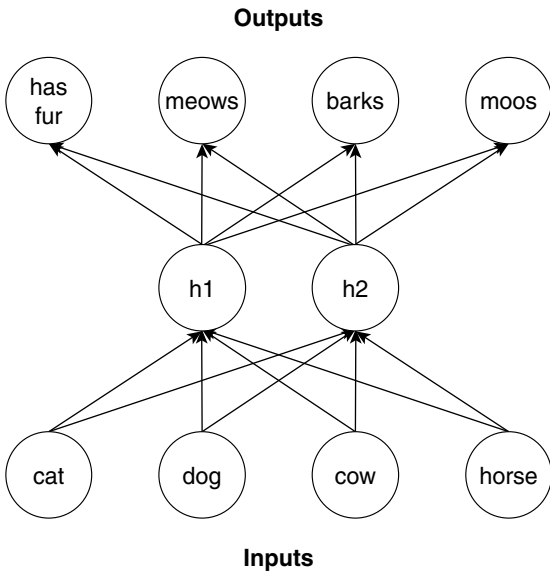 Outputs
has
fur
meows
barks
moos
h1
h2
cat
dog
cow
horse
Inputs